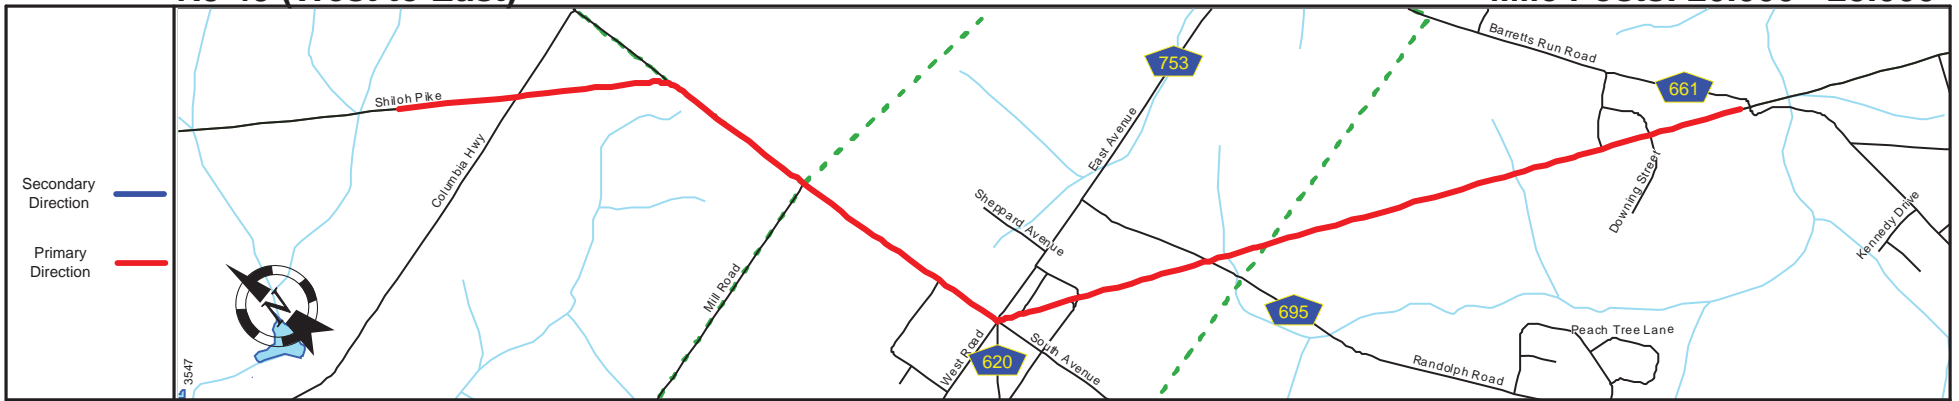 Secondary
Direction
Primary
Direction
Shiloh Pike
Columbia Hwy
Mill Road
3547
N
753
East Avenue
Sheppard Avenue
West Road
620
South Avenue
695
Barretts Run Road
661
Downing Street
Kennedy Drive
Peach Tree Lane
Randolph Road